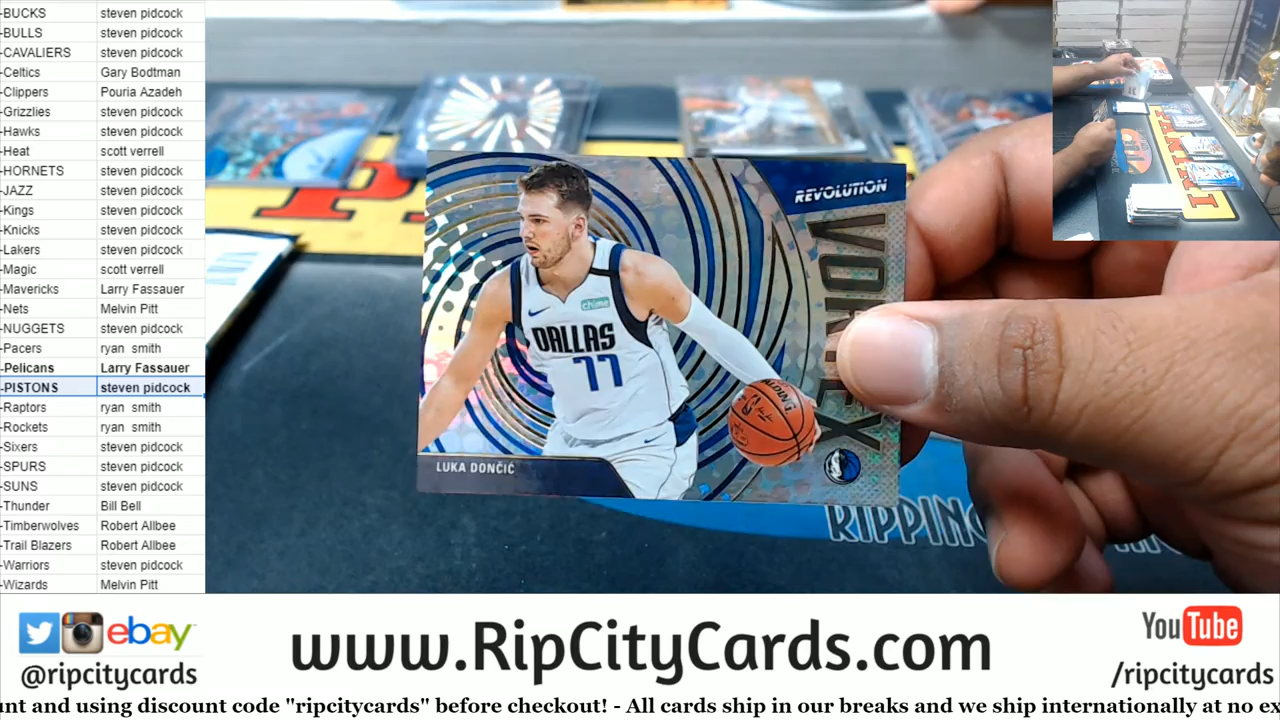 -BUCKS steven pidcock
-BULLS steven pidcock
-CAVALIERS steven pidcock
-Celtics Gary Bodtman
-Clippers Pouria Azadeh
-Grizzlies steven pidcock
-Hawks steven pidcock
-Heat scott verrell
-HORNETS steven pidcock
-JAZZ steven pidcock
-Kings steven pidcock
-Knicks steven pidcock
-Lakers steven pidcock
-Magic scott verrell
-Mavericks Larry Fassauer
-Nets Melvin Pitt
-NUGGETS steven pidcock
-Pacers ryan smith
-Pelicans Larry Fassauer
-PISTONS steven pidcock
-Raptors ryan smith
-Rockets ryan smith
-Sixers steven pidcock
-SPURS steven pidcock
-SUNS steven pidcock
-Thunder Bill Bell
-Timberwolves Robert Allbee
-Trail Blazers Robert Allbee
-Warriors steven pidcock
-Wizards Melvin Pitt
REVOLUTION
VORTEX
chime
DALLAS
77
LUKA DONČIĆ
RIPPING
ebay
@ripcitycards
www.RipCityCards.com
YouTube
/ripcitycards
unt and using discount code "ripcitycards" before checkout! - All cards ship in our breaks and we ship internationally at no ex